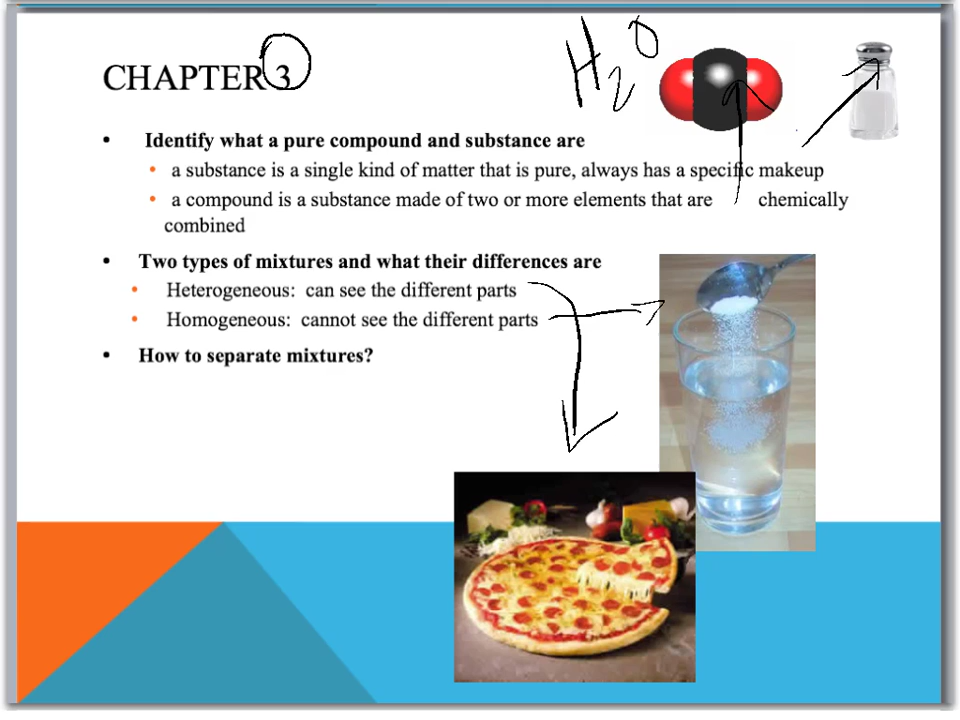 H₂O
CHAPTER 3
• Identify what a pure compound and substance are
• a substance is a single kind of matter that is pure, always has a specific makeup
• a compound is a substance made of two or more elements that are chemically
combined
• Two types of mixtures and what their differences are
• Heterogeneous: can see the different parts
• Homogeneous: cannot see the different parts
• How to separate mixtures?